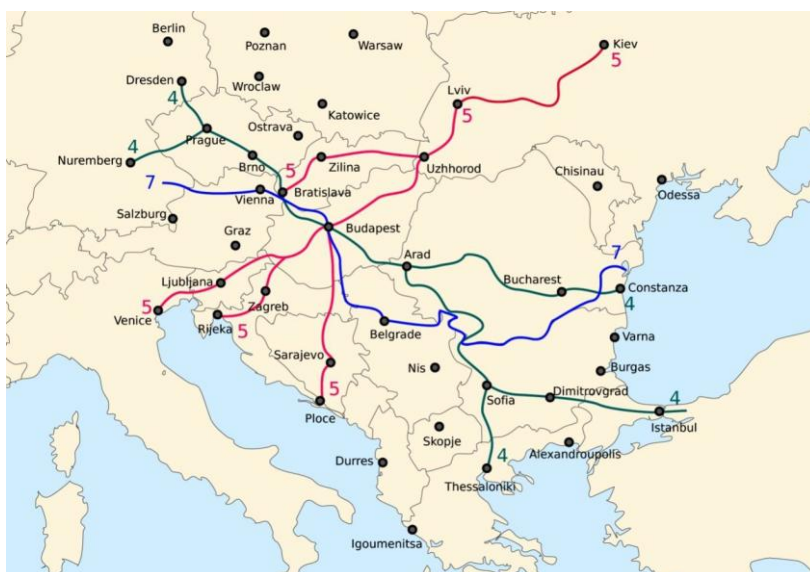 Berlin
Poznan
Warsaw
Kiev
5
Dresden
4
Wroclaw
Katowice
Lviv
5
Ostrava
Prague
4
Nuremberg
Brno
5
Zilina
Uzhhorod
7
Vienna
Bratislava
Chisinau
Odessa
Salzburg
Graz
Budapest
Arad
7
Ljubljana
Zagreb
Bucharest
Constanza
4
5
Venice
Rijeka
5
Belgrade
Varna
Sarajevo
Nis
Burgas
5
Ploce
Sofia
Dimitrovgrad
4
Istanbul
Skopje
4
Alexandroupolis
Durres
Thessaloniki
Igoumenitsa